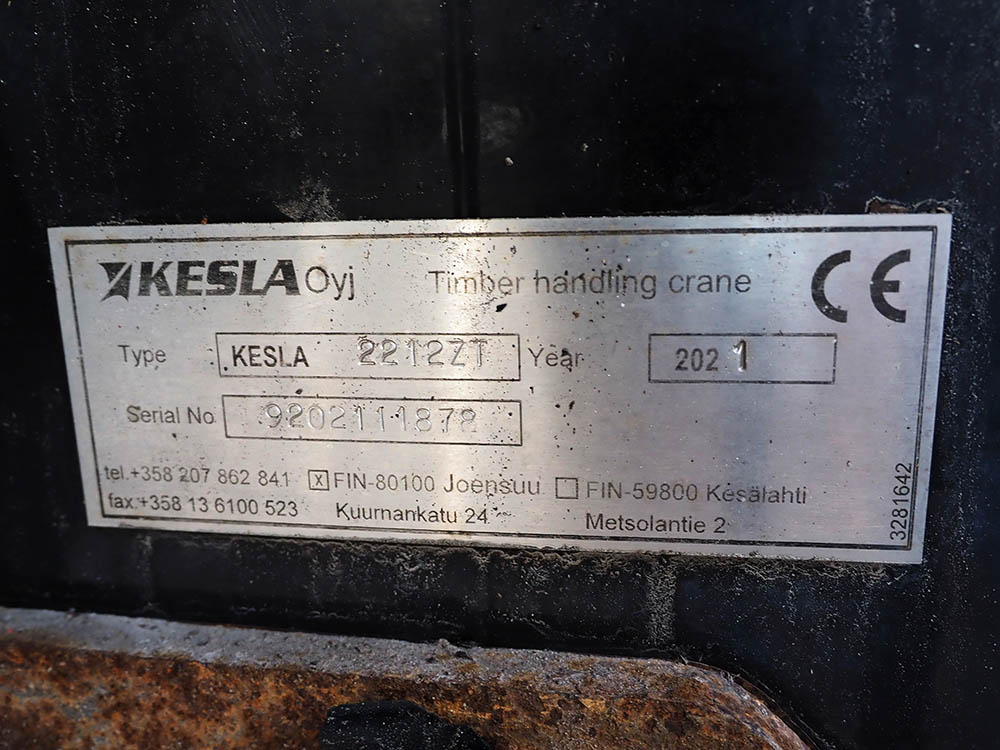 KESLA Oyj Timber handling crane CE
Type KESLA 2212ZT Year 2021
Serial No 9202111878
tel.+358 207 862 841 x FIN-80100 Joensuu FIN-59800 Kesälahti
fax.+358 13 6100 523 Kuurnankatu 24 Metsolantie 2
3281642